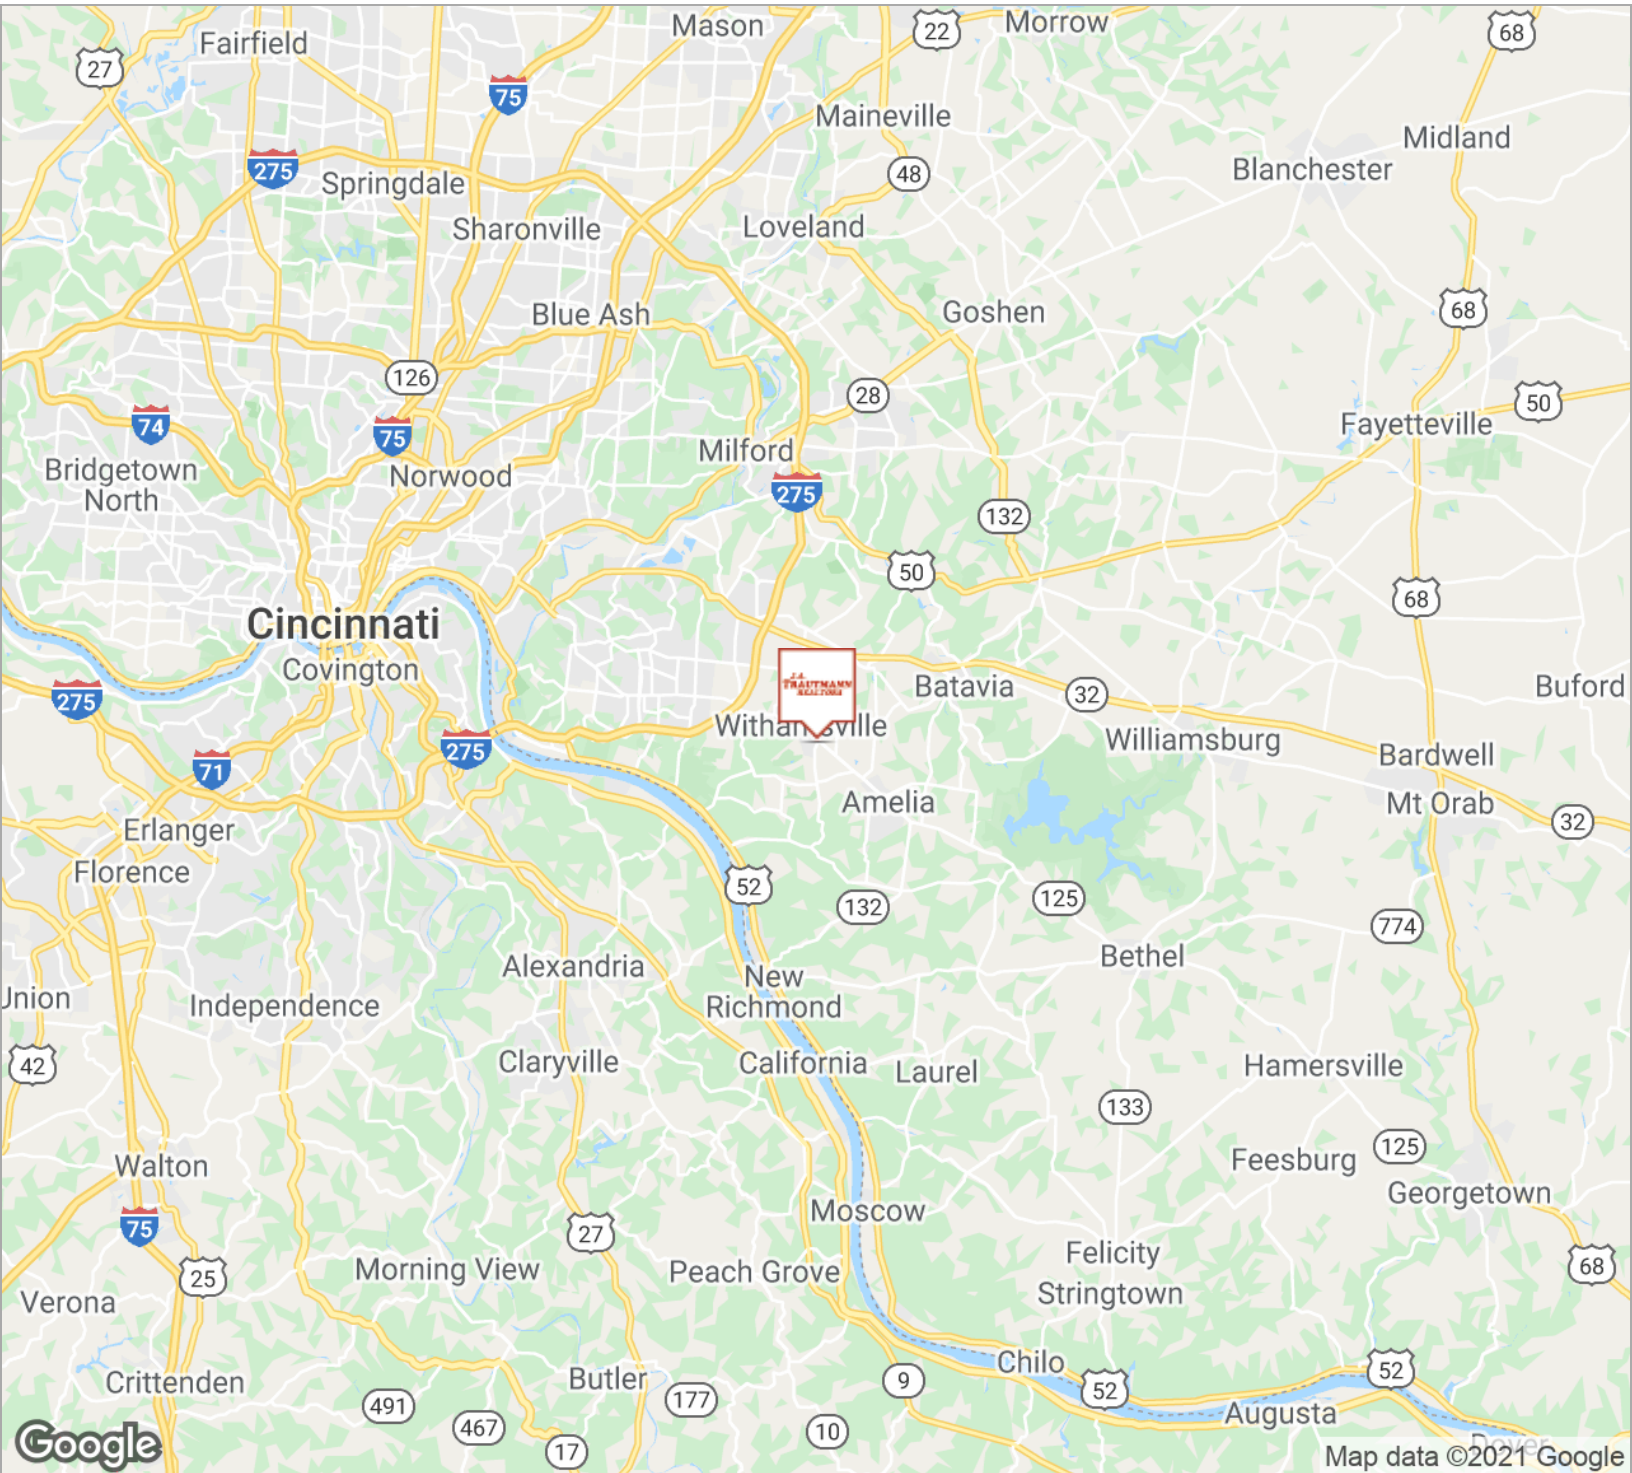 Mason
22
Morrow
68
Fairfield
27
75
Maineville
Midland
275
Springdale
48
Blanchester
Sharonville
Loveland
Blue Ash
Goshen
68
126
28
50
74
75
Milford
Fayetteville
Bridgetown
North
Norwood
275
132
50
68
Cincinnati
Covington
J.A.
TRAUTMANN
REALTORS
Batavia
32
Buford
275
Withamsville
Williamsburg
275
71
Bardwell
Amelia
Mt Orab
32
Erlanger
Florence
52
132
125
774
Alexandria
New
Richmond
Bethel
Union
Independence
42
Claryville
California
Laurel
Hamersville
133
125
Walton
Feesburg
Georgetown
75
27
Moscow
25
Morning View
Peach Grove
Felicity
Stringtown
68
Verona
Crittenden
Butler
Chilo
52
52
491
177
9
467
10
Augusta
17
Dover
Google
Map data ©2021 Google